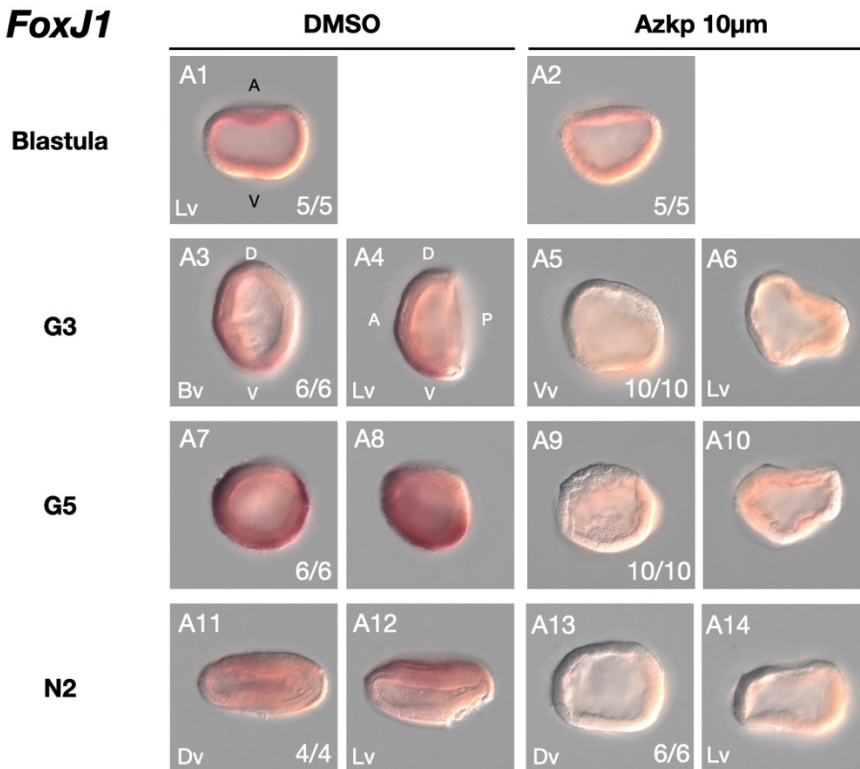 FoxJ1
DMSO
Azkp 10µm
Blastula
A1
A
V
Lv
5/5
A2
5/5
G3
A3
D
Bv
V
6/6
A4
D
A
P
Lv
V
A5
Vv
10/10
A6
Lv
G5
A7
6/6
A8
A9
10/10
A10
N2
A11
Dv
4/4
A12
Lv
A13
Dv
6/6
A14
Lv